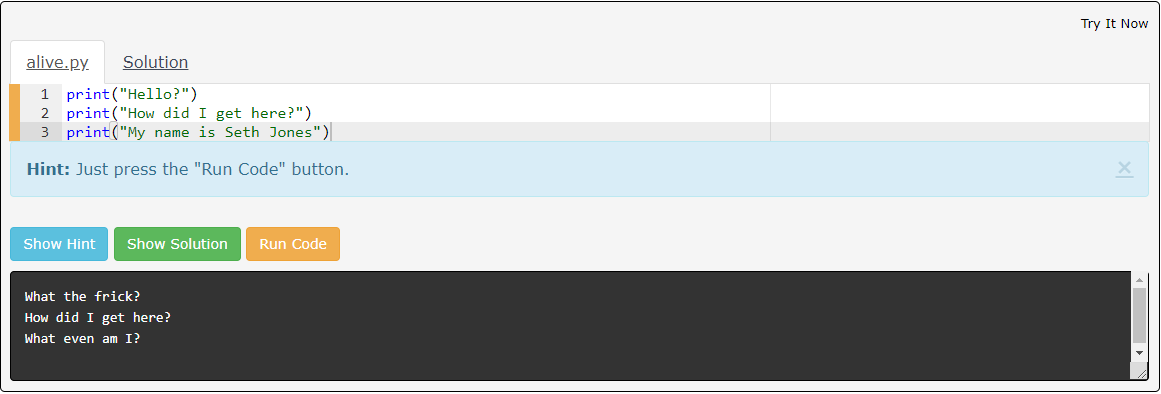 Try It Now
alive.py Solution
1 print("Hello?")
2 print("How did I get here?")
3 print("My name is Seth Jones")
Hint: Just press the "Run Code" button. ×
Show Hint Show Solution Run Code
What the frick?
How did I get here?
What even am I?